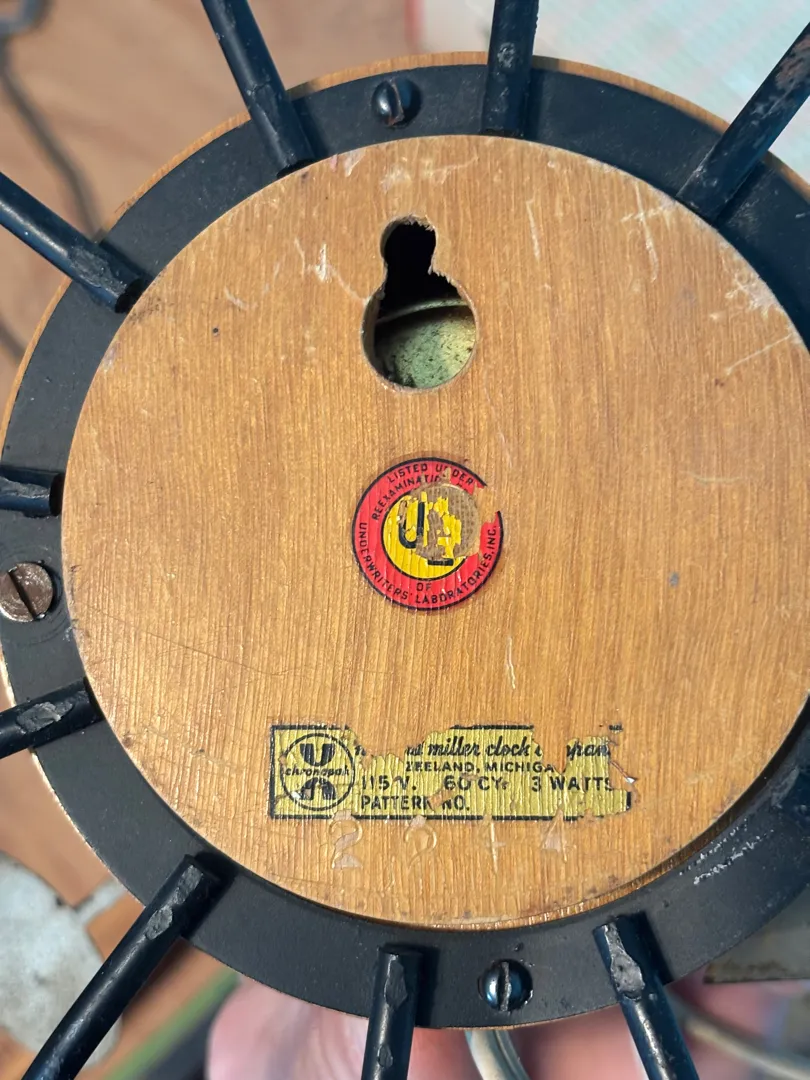 LISTED UNDER
REEXAMINATION
UL
OF
UNDERWRITERS' LABORATORIES, INC.
miller clock
chronopak
ZEELAND, MICHIGA
115 V. 60 CY. 3 WATTS
PATTERN NO.